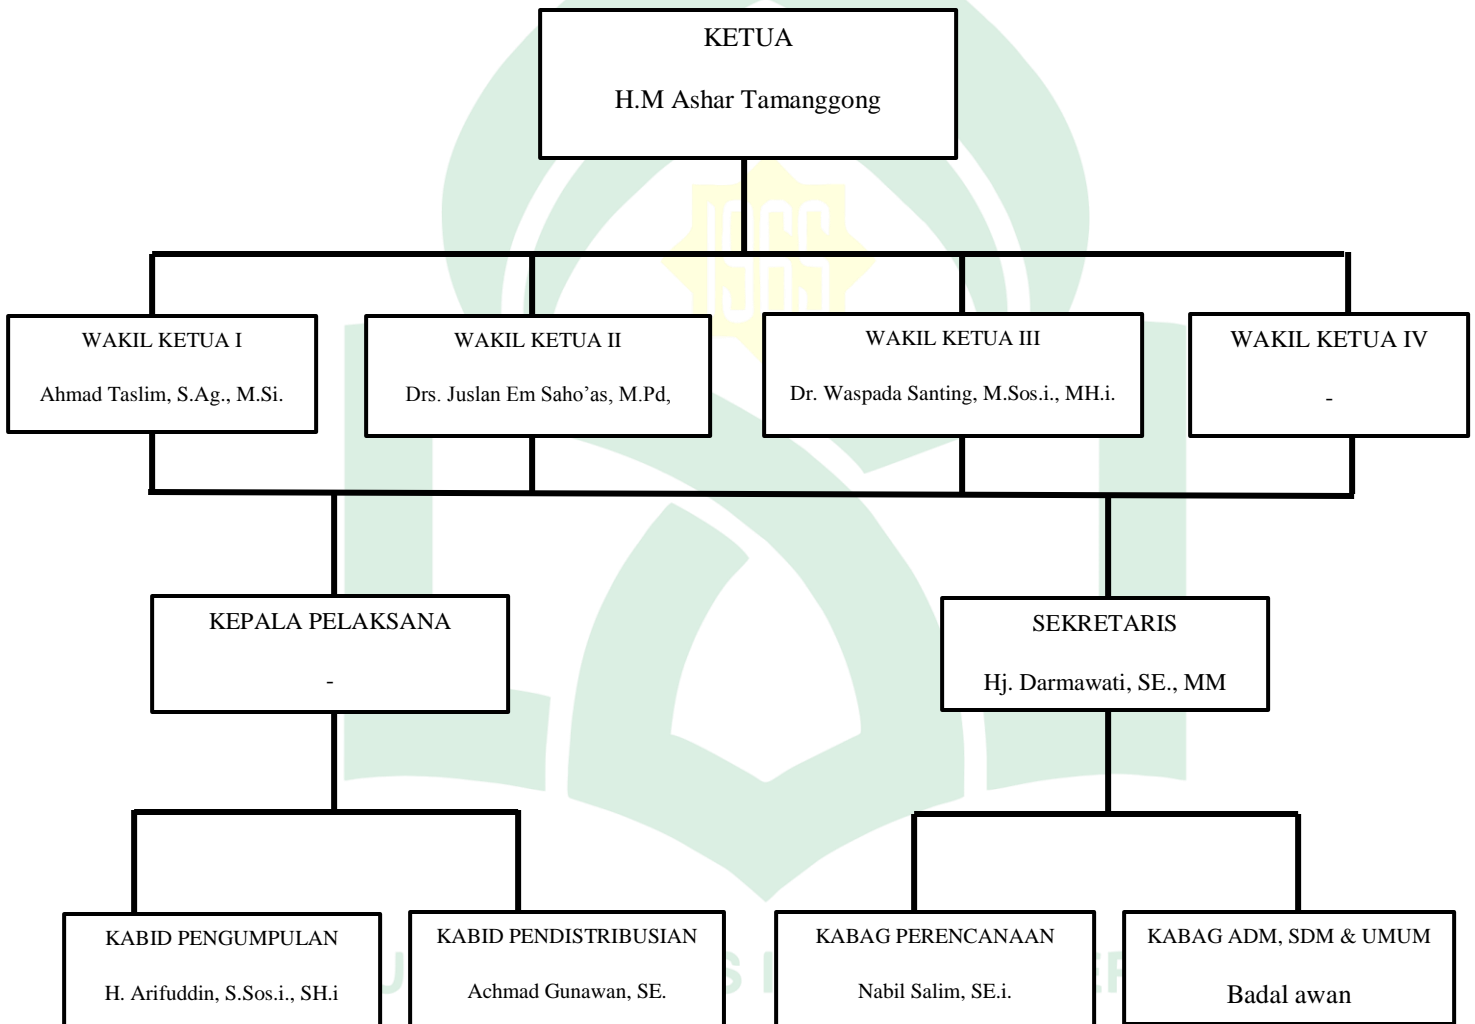 KETUA
H.M Ashar Tamanggong
WAKIL KETUA I
Ahmad Taslim, S.Ag., M.Si.
WAKIL KETUA II
Drs. Juslan Em Saho’as, M.Pd,
WAKIL KETUA III
Dr. Waspada Santing, M.Sos.i., MH.i.
WAKIL KETUA IV
-
KEPALA PELAKSANA
-
SEKRETARIS
Hj. Darmawati, SE., MM
KABID PENGUMPULAN
H. Arifuddin, S.Sos.i., SH.i
KABID PENDISTRIBUSIAN
Achmad Gunawan, SE.
KABAG PERENCANAAN
Nabil Salim, SE.i.
KABAG ADM, SDM & UMUM
Badal awan